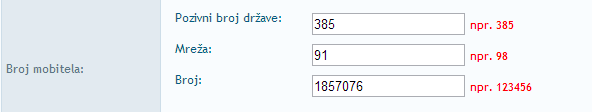 Pozivni broj države: 385 npr. 385
Mreža: 91 npr. 98
Broj mobitela:
Broj: 1857076 npr. 123456